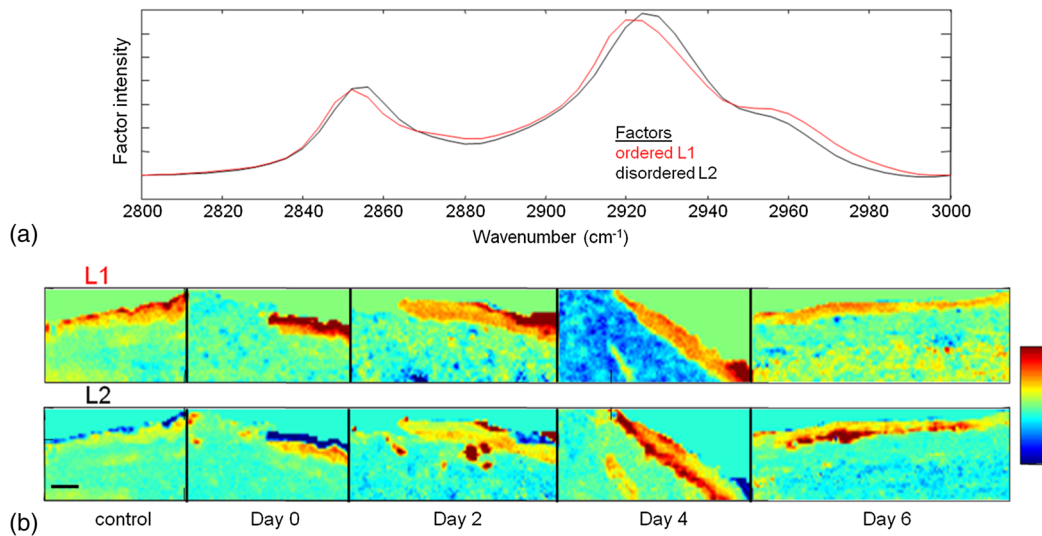 Factor intensity
Factors
ordered L1
disordered L2
2800 2820 2840 2860 2880 2900 2920 2940 2960 2980 3000
Wavenumber (cm-1)
(a)
L1
L2
(b)
control Day 0 Day 2 Day 4 Day 6